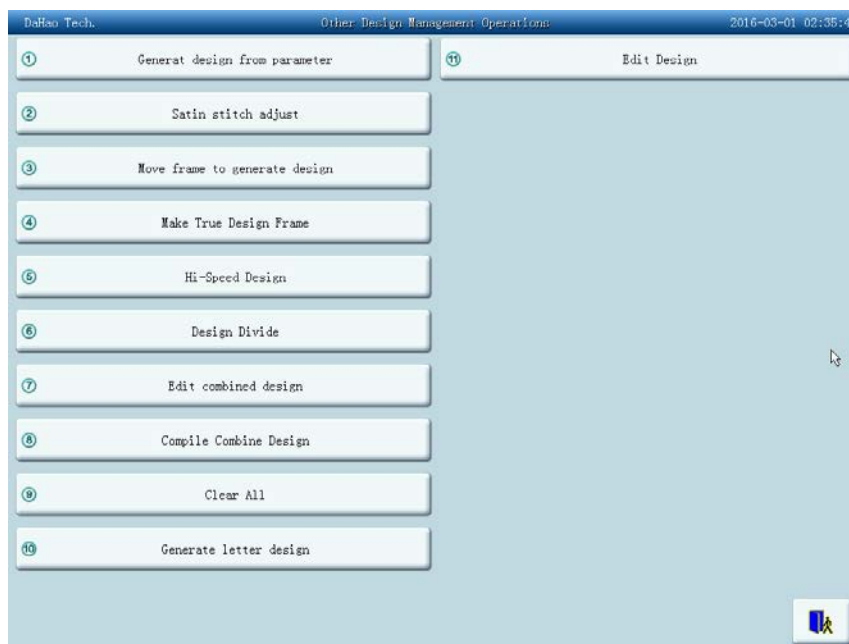 DaHao Tech. Other Design Management Operations 2016-03-01 02:35:4
① Generat design from parameter
② Satin stitch adjust
③ Move frame to generate design
④ Make True Design Frame
⑤ Hi-Speed Design
⑥ Design Divide
⑦ Edit combined design
⑧ Compile Combine Design
⑨ Clear All
⑩ Generate letter design
⑪ Edit Design